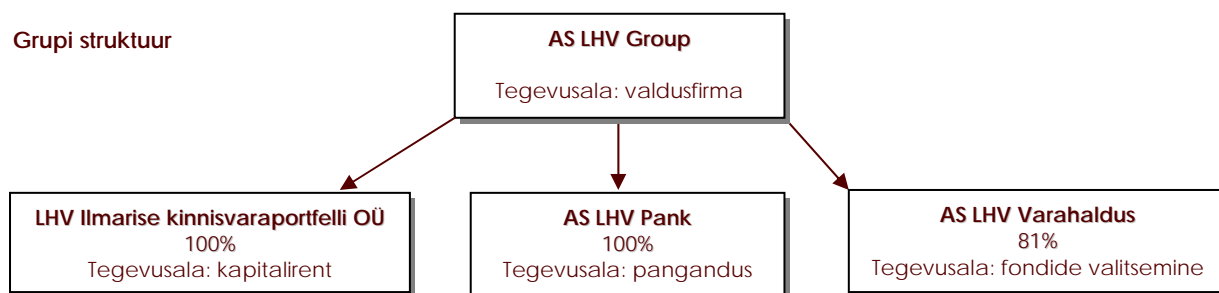 Grupi struktuur
AS LHV Group
Tegevusala: valdusfirma
LHV Ilmarise kinnisvaraportfelli OÜ
100%
Tegevusala: kapitalirent
AS LHV Pank
100%
Tegevusala: pangandus
AS LHV Varahaldus
81%
Tegevusala: fondide valitsemine